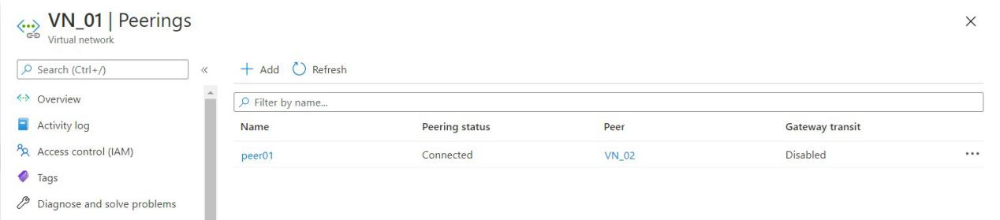 VN_01 | Peerings
Virtual network
Search (Ctrl+/)
«
Add
Refresh
Overview
Filter by name...
Activity log
Name Peering status Peer Gateway transit
Access control (IAM)
peer01 Connected VN_02 Disabled ...
Tags
Diagnose and solve problems